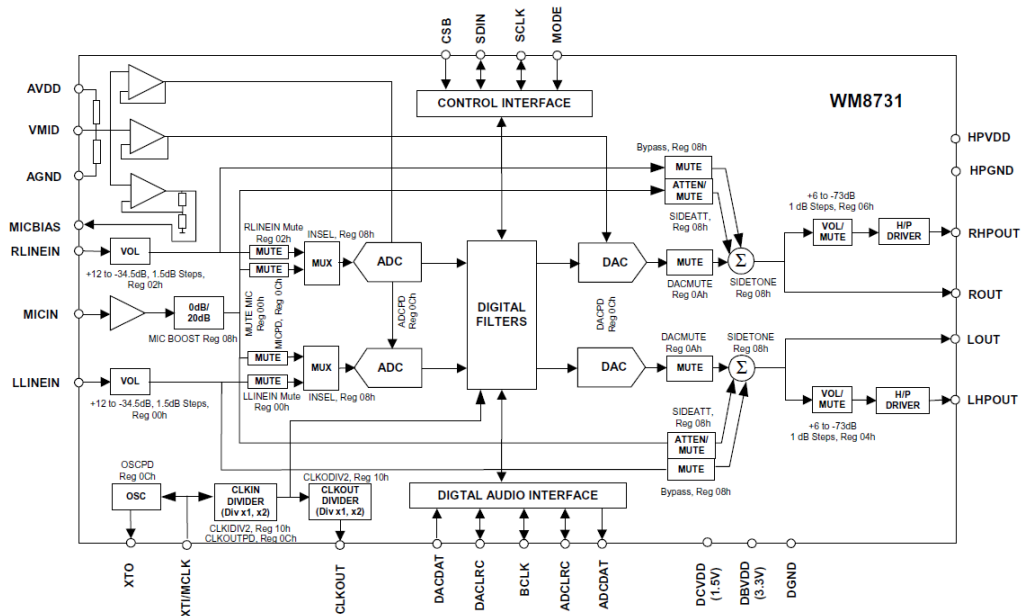 CSB
SDIN
SCLK
MODE
CONTROL INTERFACE
WM8731
AVDD
VMID
AGND
MICBIAS
RLINEIN
MICIN
LLINEIN
HPVDD
HPGND
RHPOUT
ROUT
LOUT
LHPOUT
Bypass, Reg 08h
MUTE
ATTEN/
MUTE
SIDEATT,
Reg 08h
+6 to -73dB
1 dB Steps, Reg 06h
VOL/
MUTE
H/P
DRIVER
VOL
+12 to -34.5dB, 1.5dB Steps,
Reg 02h
RLINEIN Mute
Reg 02h
MUTE
MUTE
INSEL, Reg 08h
MUX
ADC
DIGITAL
FILTERS
DAC
MUTE
DACMUTE
Reg 0Ah
Σ
SIDETONE
Reg 08h
0dB/
20dB
MIC BOOST Reg 08h
MUTE MIC
Reg 00h
MICPD, Reg 0Ch
ADCPD
Reg 0Ch
DACPD
Reg 0Ch
VOL
+12 to -34.5dB, 1.5dB Steps,
Reg 00h
MUTE
MUTE
LLINEIN Mute
Reg 00h
MUX
INSEL, Reg 08h
ADC
DAC
DACMUTE
Reg 0Ah
MUTE
SIDETONE
Reg 08h
Σ
VOL/
MUTE
H/P
DRIVER
+6 to -73dB
1 dB Steps, Reg 04h
SIDEATT,
Reg 08h
ATTEN/
MUTE
MUTE
Bypass, Reg 08h
OSCPD
Reg 0Ch
OSC
CLKIN
DIVIDER
(Div x1, x2)
CLKIDIV2, Reg 10h
CLKOUTPD, Reg 0Ch
CLKODIV2, Reg 10h
CLKOUT
DIVIDER
(Div x1, x2)
DIGTAL AUDIO INTERFACE
XTO
XTI/MCLK
CLKOUT
DACDAT
DACLRC
BCLK
ADCLRC
ADCDAT
DCVDD
(1.5V)
DBVDD
(3.3V)
DGND